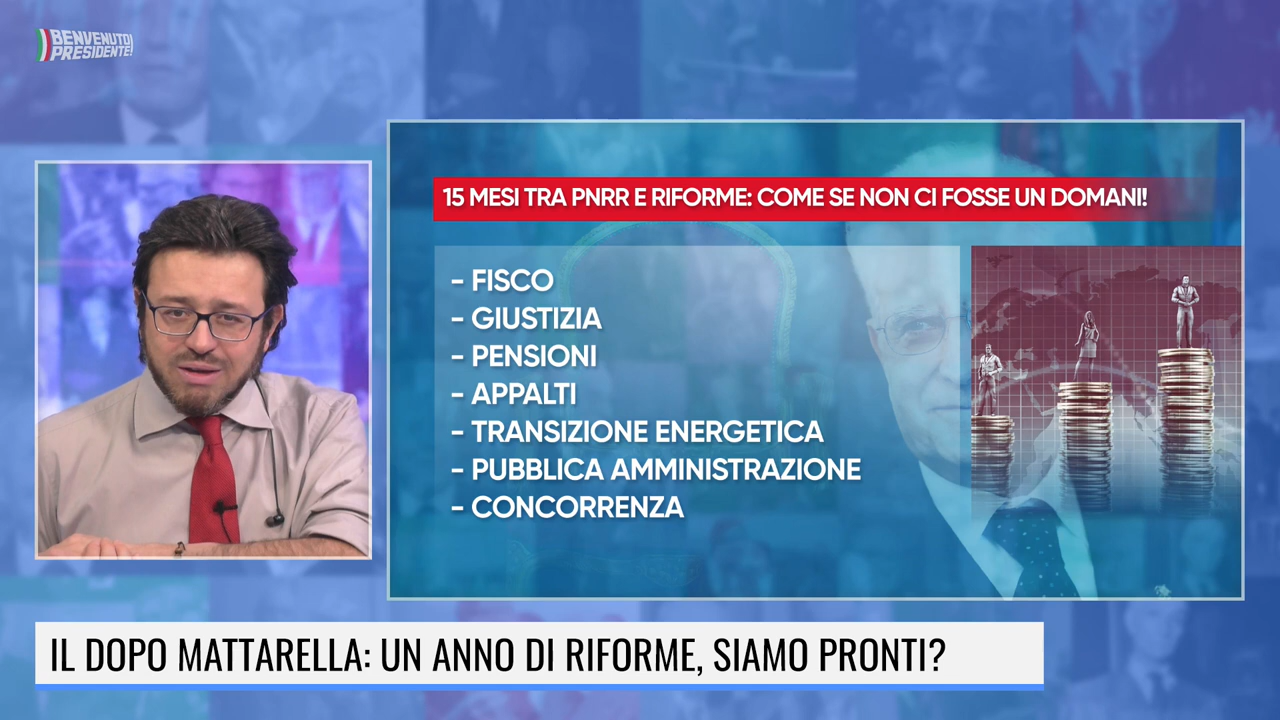 BENVENUTO
PRESIDENTE!
15 MESI TRA PNRR E RIFORME: COME SE NON CI FOSSE UN DOMANI!
- FISCO
- GIUSTIZIA
- PENSIONI
- APPALTI
- TRANSIZIONE ENERGETICA
- PUBBLICA AMMINISTRAZIONE
- CONCORRENZA
IL DOPO MATTARELLA: UN ANNO DI RIFORME, SIAMO PRONTI?